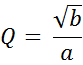 Q = √b / a